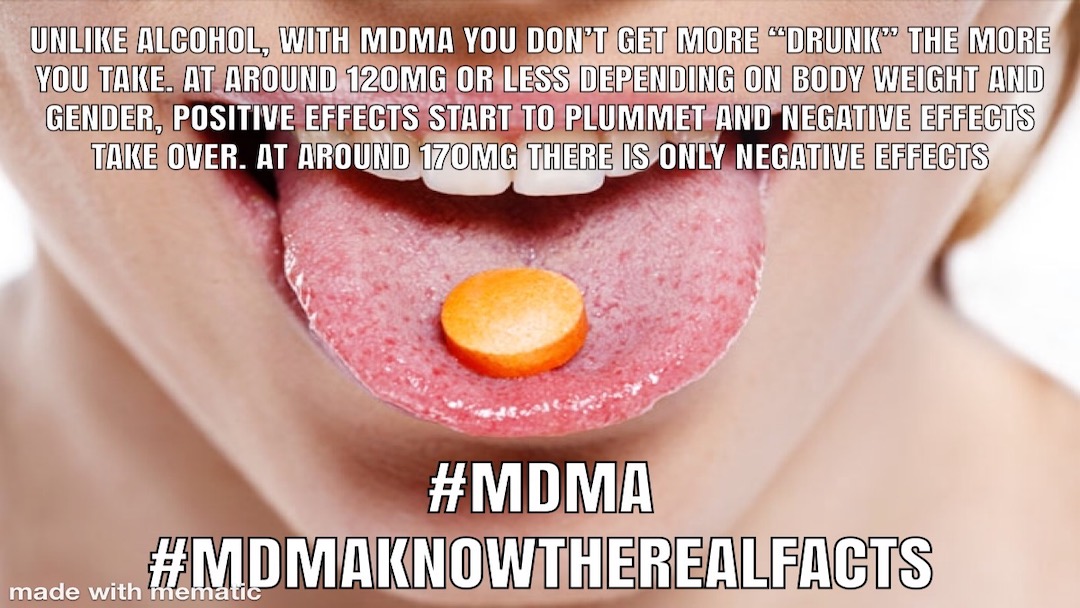 UNLIKE ALCOHOL, WITH MDMA YOU DON'T GET MORE “DRUNK” THE MORE
YOU TAKE. AT AROUND 120MG OR LESS DEPENDING ON BODY WEIGHT AND
GENDER, POSITIVE EFFECTS START TO PLUMMET AND NEGATIVE EFFECTS
TAKE OVER. AT AROUND 170MG THERE IS ONLY NEGATIVE EFFECTS
#MDMA
#MDMAKNOWTHEREALFACTS
made with mematic